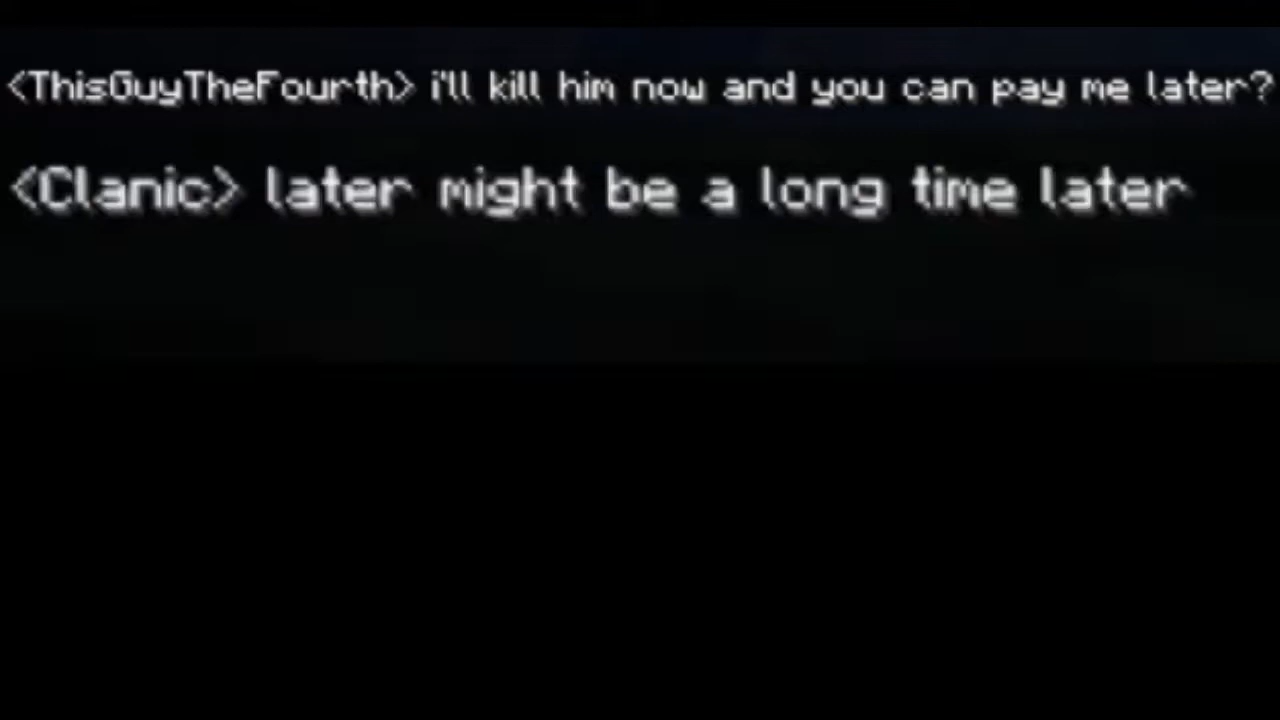 <ThisGuyTheFourth> i'll kill him now and you can pay me later?
<Clanic> later might be a long time later